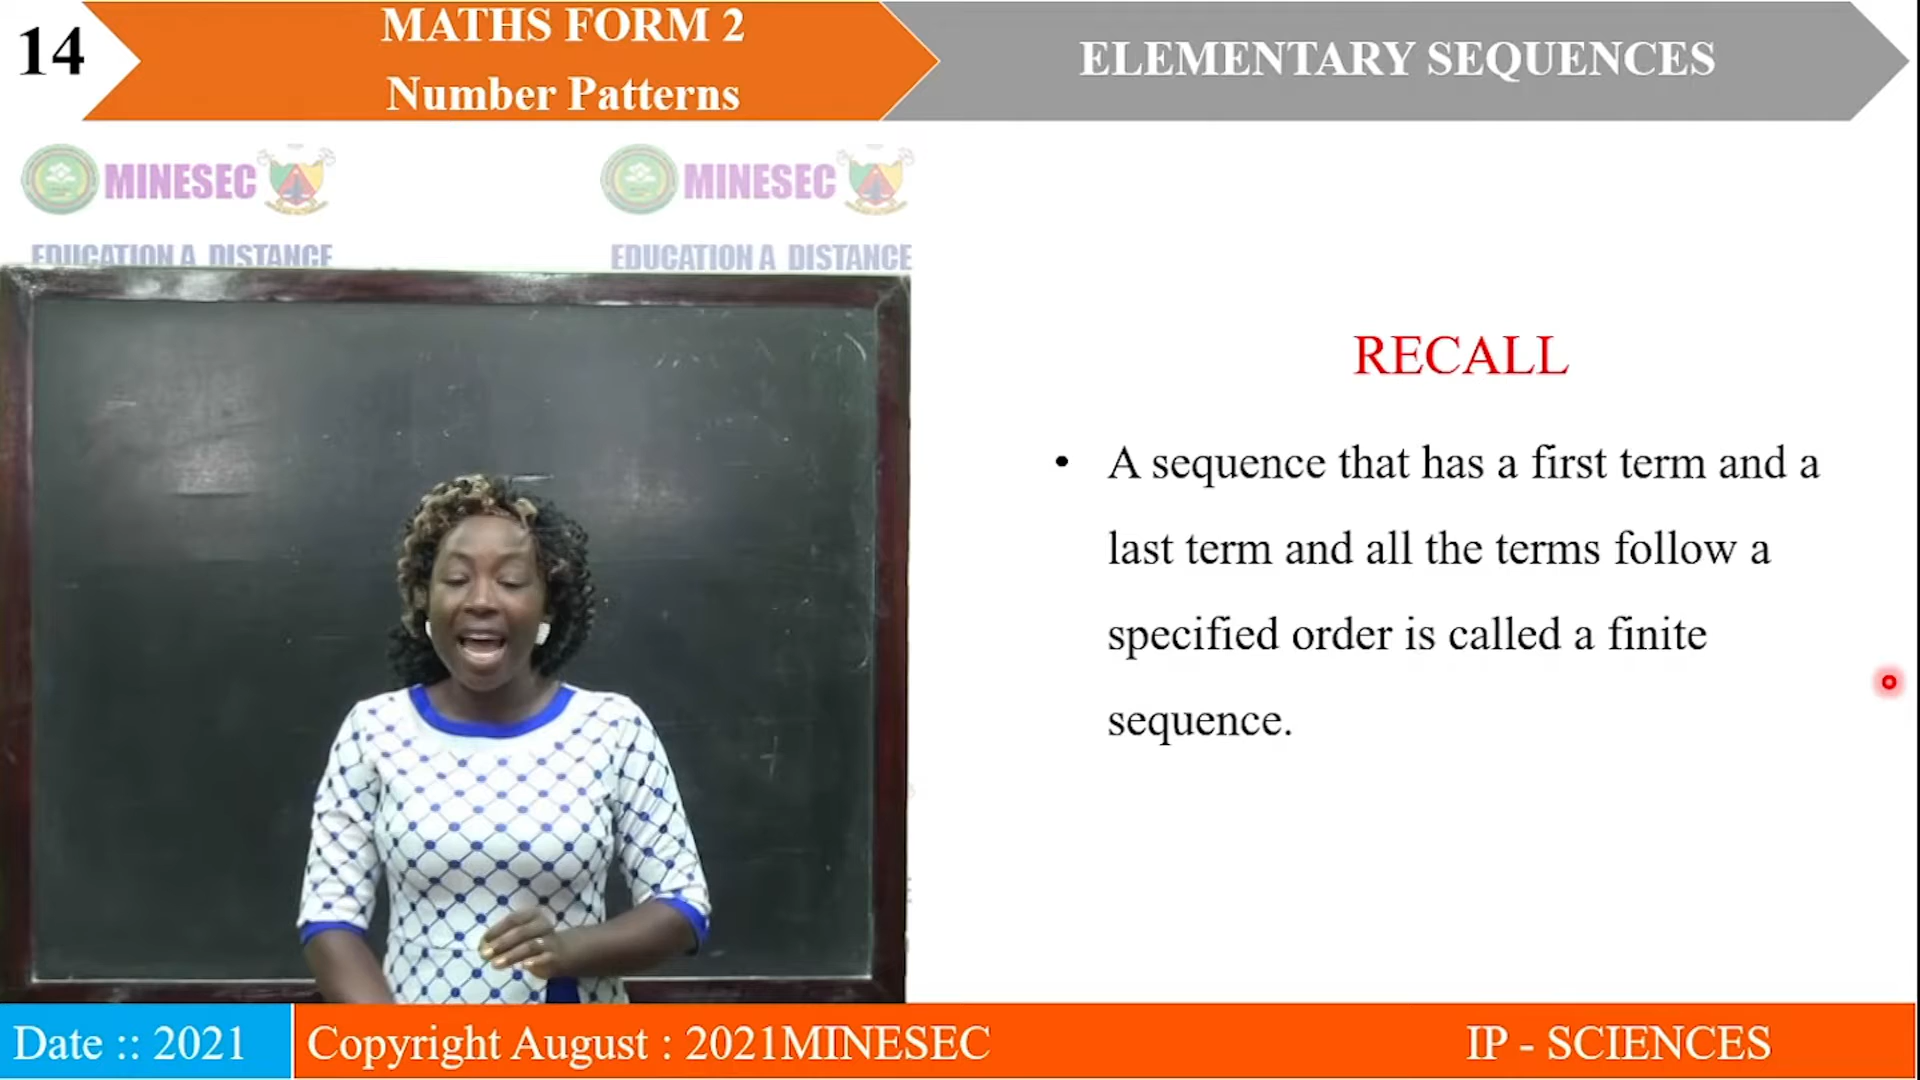 14
MATHS FORM 2
Number Patterns
ELEMENTARY SEQUENCES
MINESEC
MINESEC
EDUCATION A DISTANCE
EDUCATION A DISTANCE
RECALL
• A sequence that has a first term and a
last term and all the terms follow a
specified order is called a finite
sequence.
Date :: 2021
Copyright August : 2021MINESEC
IP - SCIENCES